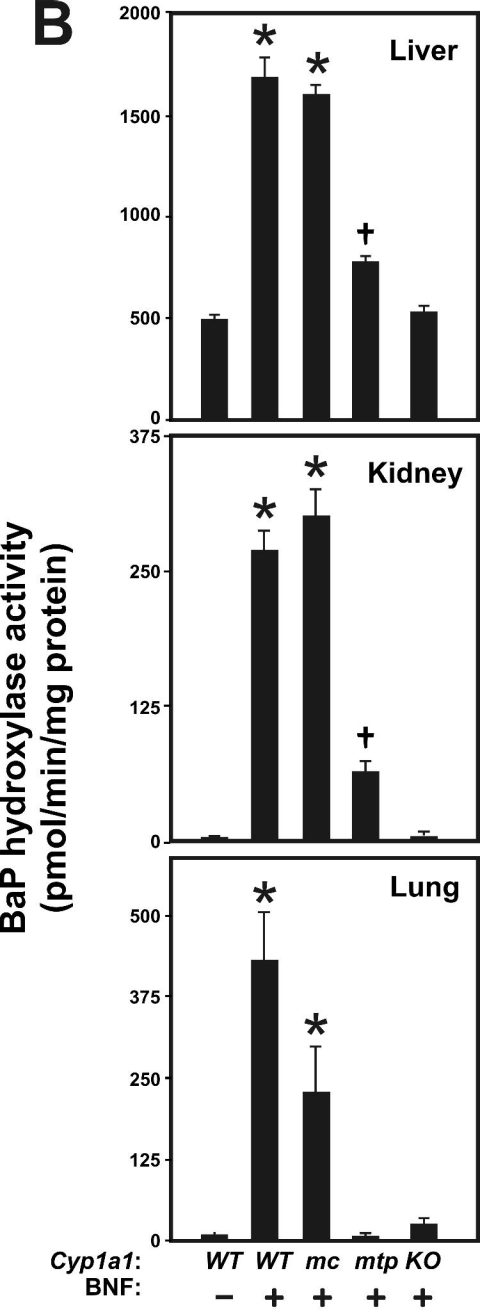 B
BaP hydroxylase activity
(pmol/min/mg protein)
2000
1500
1000
500
0
*
*
†
Liver
375
250
125
0
*
*
†
Kidney
500
375
250
125
0
*
*
Lung
Cyp1a1: WT WT mc mtp KO
BNF: − + + + +